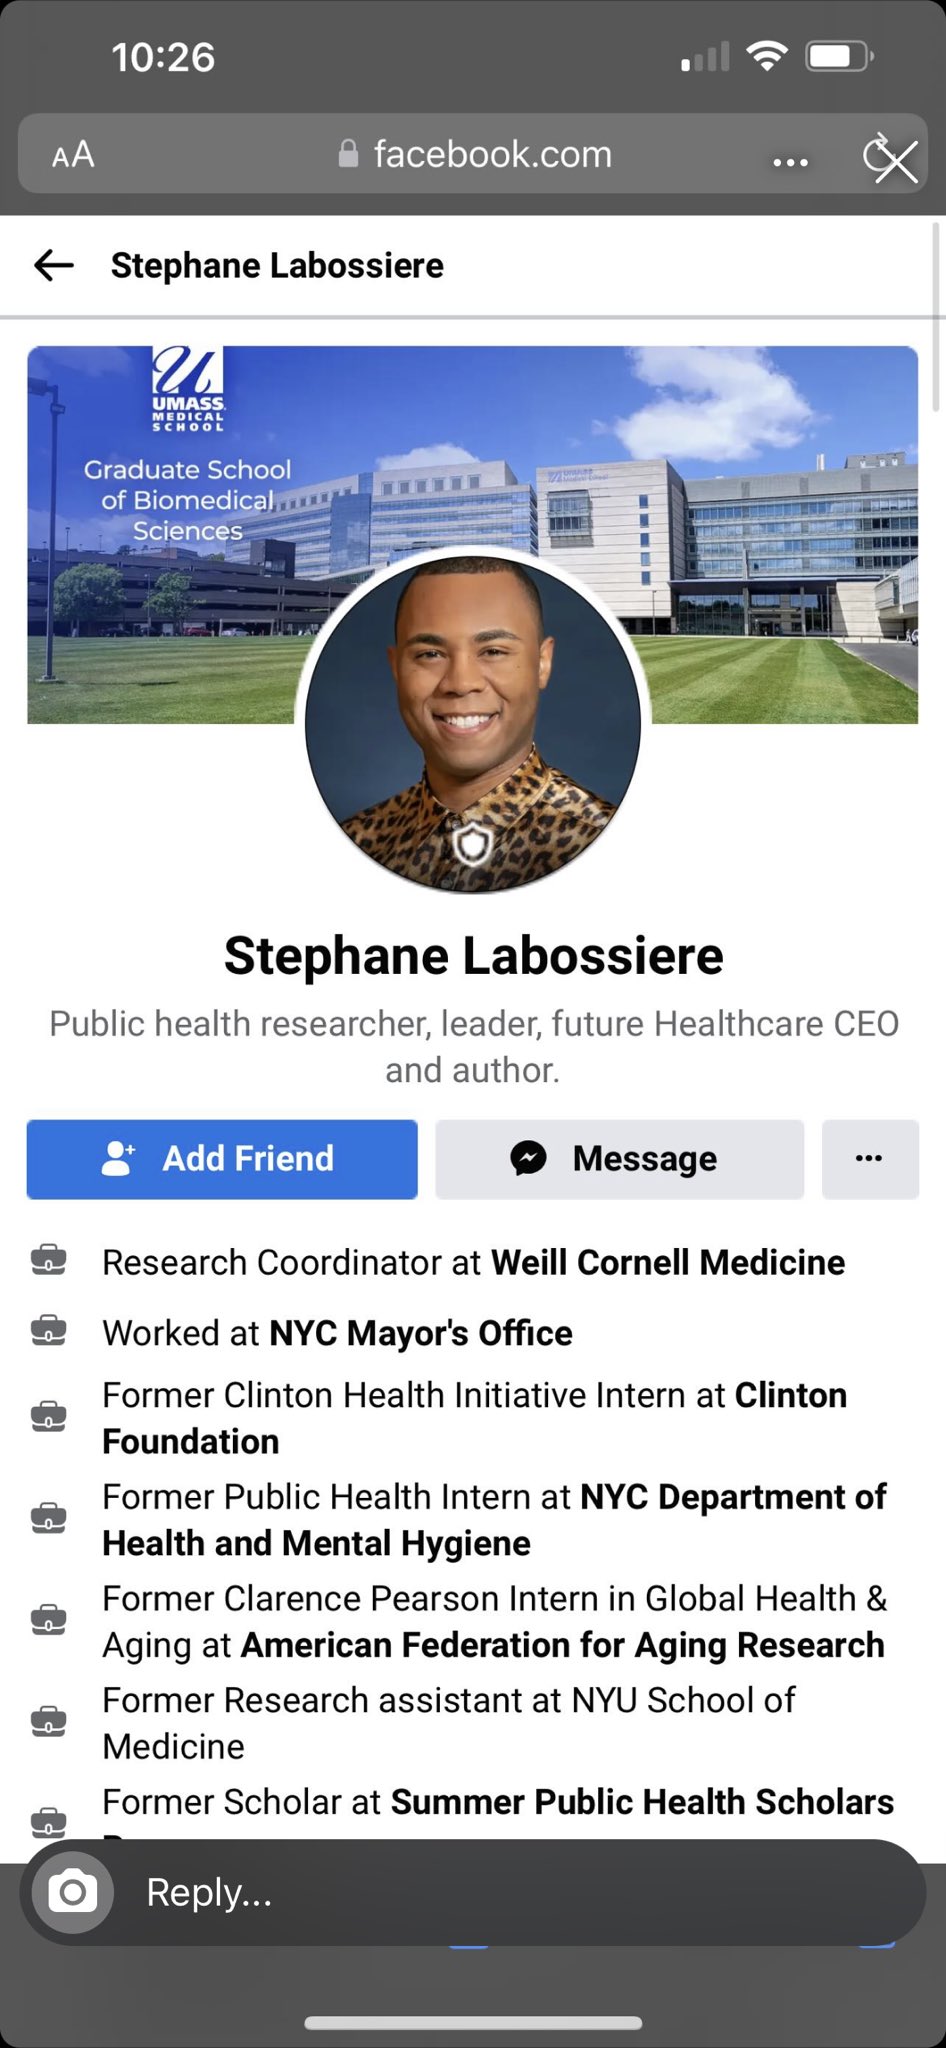 10:26
AA
facebook.com
Stephane Labossiere
UMASS
MEDICAL
SCHOOL
Graduate School
of Biomedical
Sciences
Stephane Labossiere
Public health researcher, leader, future Healthcare CEO
and author.
Add Friend
Message
Research Coordinator at Weill Cornell Medicine
Worked at NYC Mayor's Office
Former Clinton Health Initiative Intern at Clinton
Foundation
Former Public Health Intern at NYC Department of
Health and Mental Hygiene
Former Clarence Pearson Intern in Global Health &
Aging at American Federation for Aging Research
Former Research assistant at NYU School of
Medicine
Former Scholar at Summer Public Health Scholars
Reply...